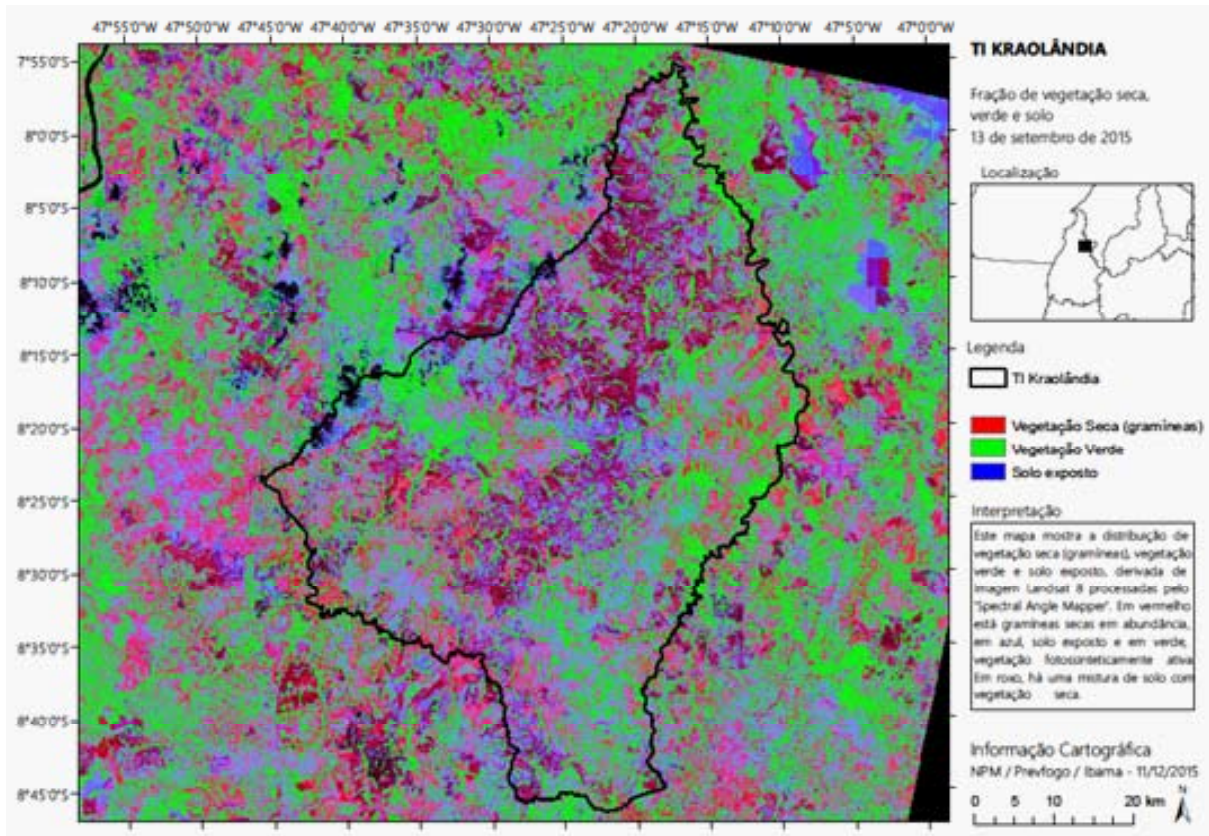 47°55'0"W 47°50'0"W 47°45'0"W 47°40'0"W 47°35'0"W 47°30'0"W 47°25'0"W 47°20'0"W 47°15'0"W 47°10'0"W 47°5'0"W 47°0'0"W
7°55'0"S
8°0'0"S
8°5'0"S
8°10'0"S
8°15'0"S
8°20'0"S
8°25'0"S
8°30'0"S
8°35'0"S
8°40'0"S
8°45'0"S
TI KRAOLÂNDIA
Fração de vegetação seca,
verde e solo
13 de setembro de 2015
Localização
Legenda
TI Kraolândia
Vegetação Seca (gramíneas)
Vegetação Verde
Solo exposto
Interpretação
Este mapa mostra a distribuição de
vegetação seca (gramíneas), vegetação
verde e solo exposto, derivada de
imagem Landsat 8 processadas pelo
"Spectral Angle Mapper". Em vermelho
está gramíneas secas em abundância,
em azul, solo exposto e em verde,
vegetação fotossinteticamente ativa
Em roxo, há uma mistura de solo com
vegetação seca.
Informação Cartográfica
NPM / Prevfogo / Ibama - 11/12/2015
0 5 10 20 km
N